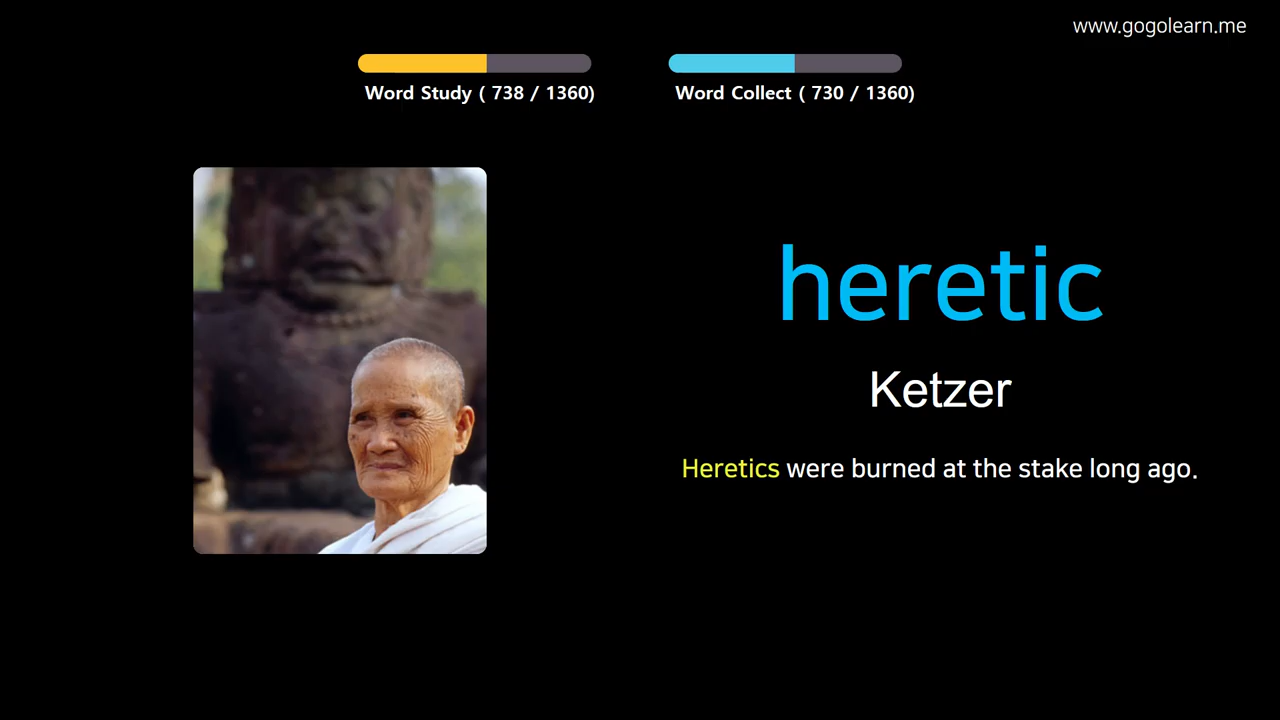 www.gogolearn.me
Word Study ( 738 / 1360)
Word Collect ( 730 / 1360)
heretic
Ketzer
Heretics were burned at the stake long ago.